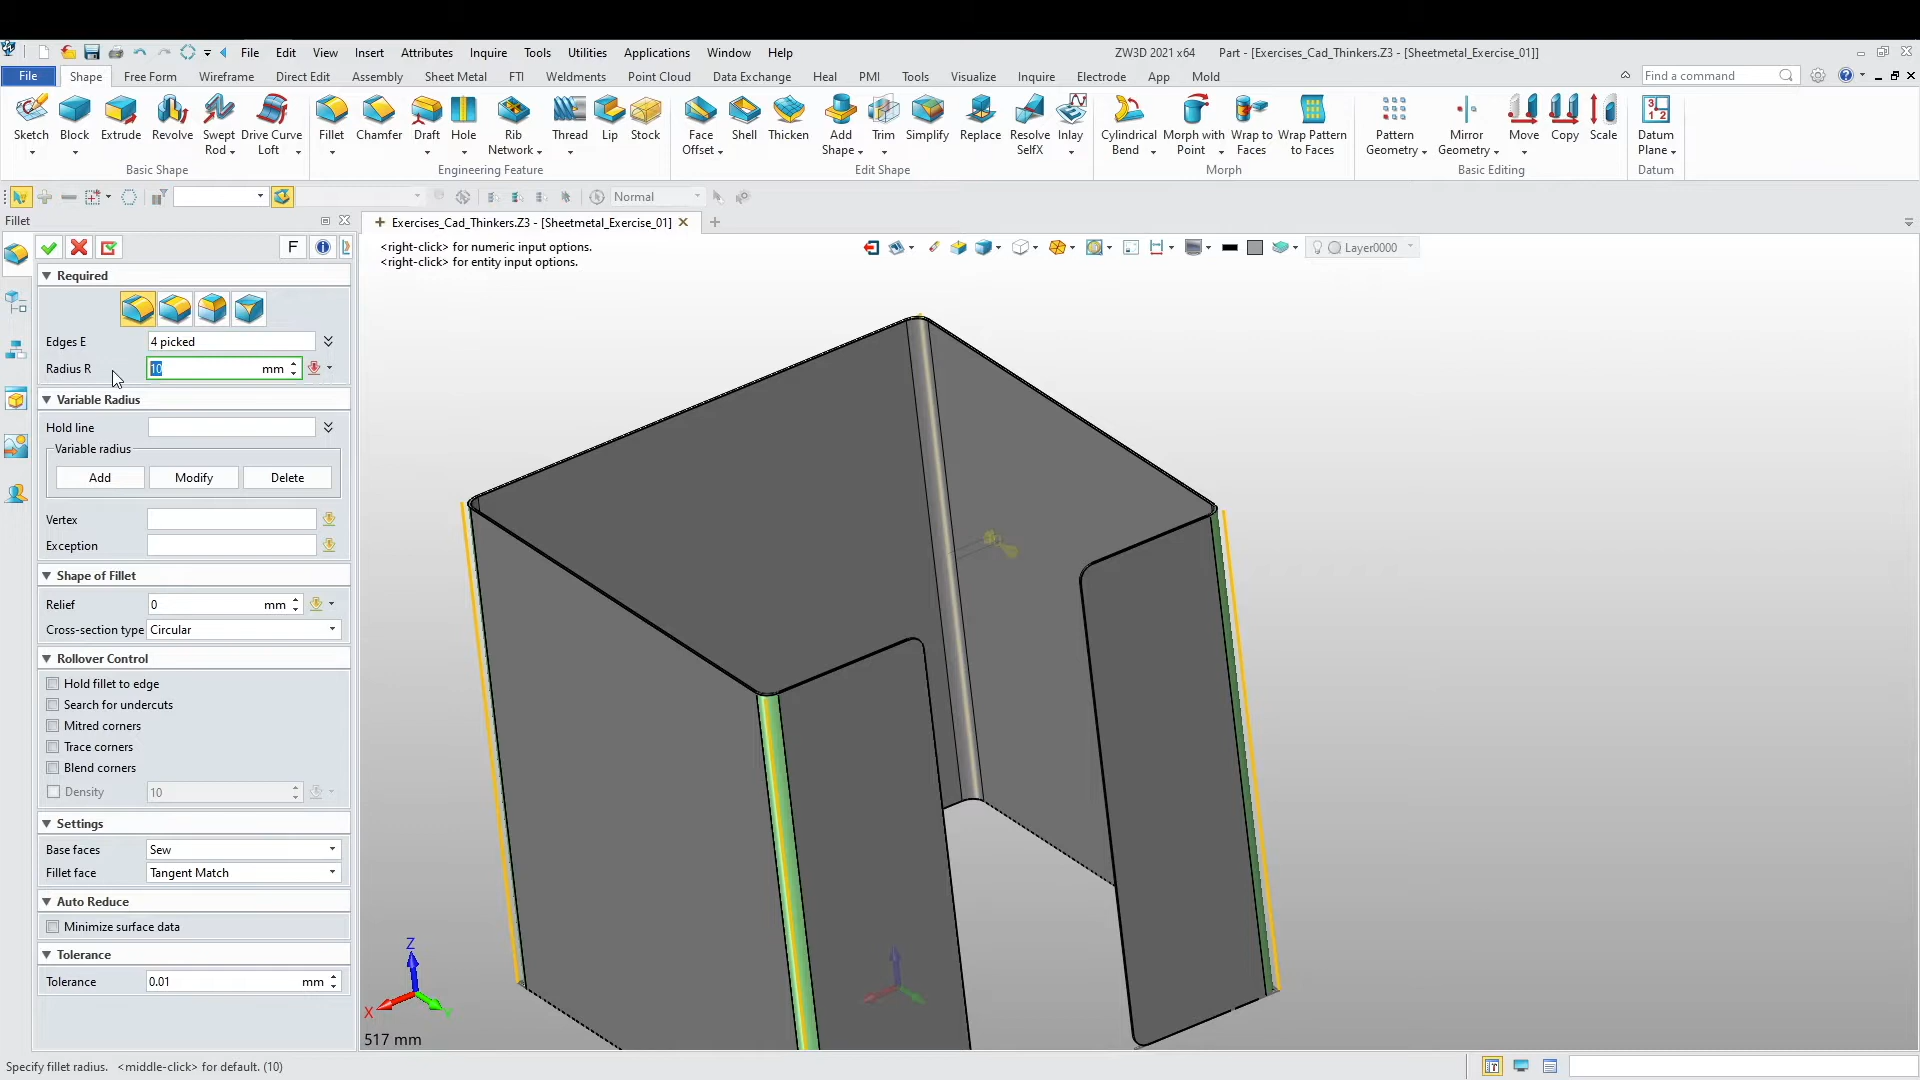 File Edit View Insert Attributes Inquire Tools Utilities Applications Window Help
ZW3D 2021 x64 Part - [Exercises_Cad_Thinkers.Z3 - [Sheetmetal_Exercise_01]]
File Shape Free Form Wireframe Direct Edit Assembly Sheet Metal FTI Weldments Point Cloud Data Exchange Heal PMI Tools Visualize Inquire Electrode App Mold
Find a command
Sketch Block Extrude Revolve Swept Rod Drive Curve Loft
Basic Shape
Fillet Chamfer Draft Hole Rib Network Thread Lip Stock
Engineering Feature
Face Offset Shell Thicken Add Shape Trim Simplify Replace Resolve SelfX Inlay
Edit Shape
Cylindrical Bend Morph with Point Wrap to Faces Wrap Pattern to Faces
Morph
Pattern Geometry Mirror Geometry Move Copy Scale
Basic Editing
Datum Plane
Datum
Normal
Fillet
Exercises_Cad_Thinkers.Z3 - [Sheetmetal_Exercise_01]
<right-click> for numeric input options.
<right-click> for entity input options.
Layer0000
F
Required
Edges E 4 picked
Radius R 10 mm
Variable Radius
Hold line
Variable radius
Add Modify Delete
Vertex
Exception
Shape of Fillet
Relief 0 mm
Cross-section type Circular
Rollover Control
Hold fillet to edge
Search for undercuts
Mitred corners
Trace corners
Blend corners
Density 10
Settings
Base faces Sew
Fillet face Tangent Match
Auto Reduce
Minimize surface data
Tolerance
Tolerance 0.01 mm
Z
X
Y
517 mm
Specify fillet radius. <middle-click> for default. (10)